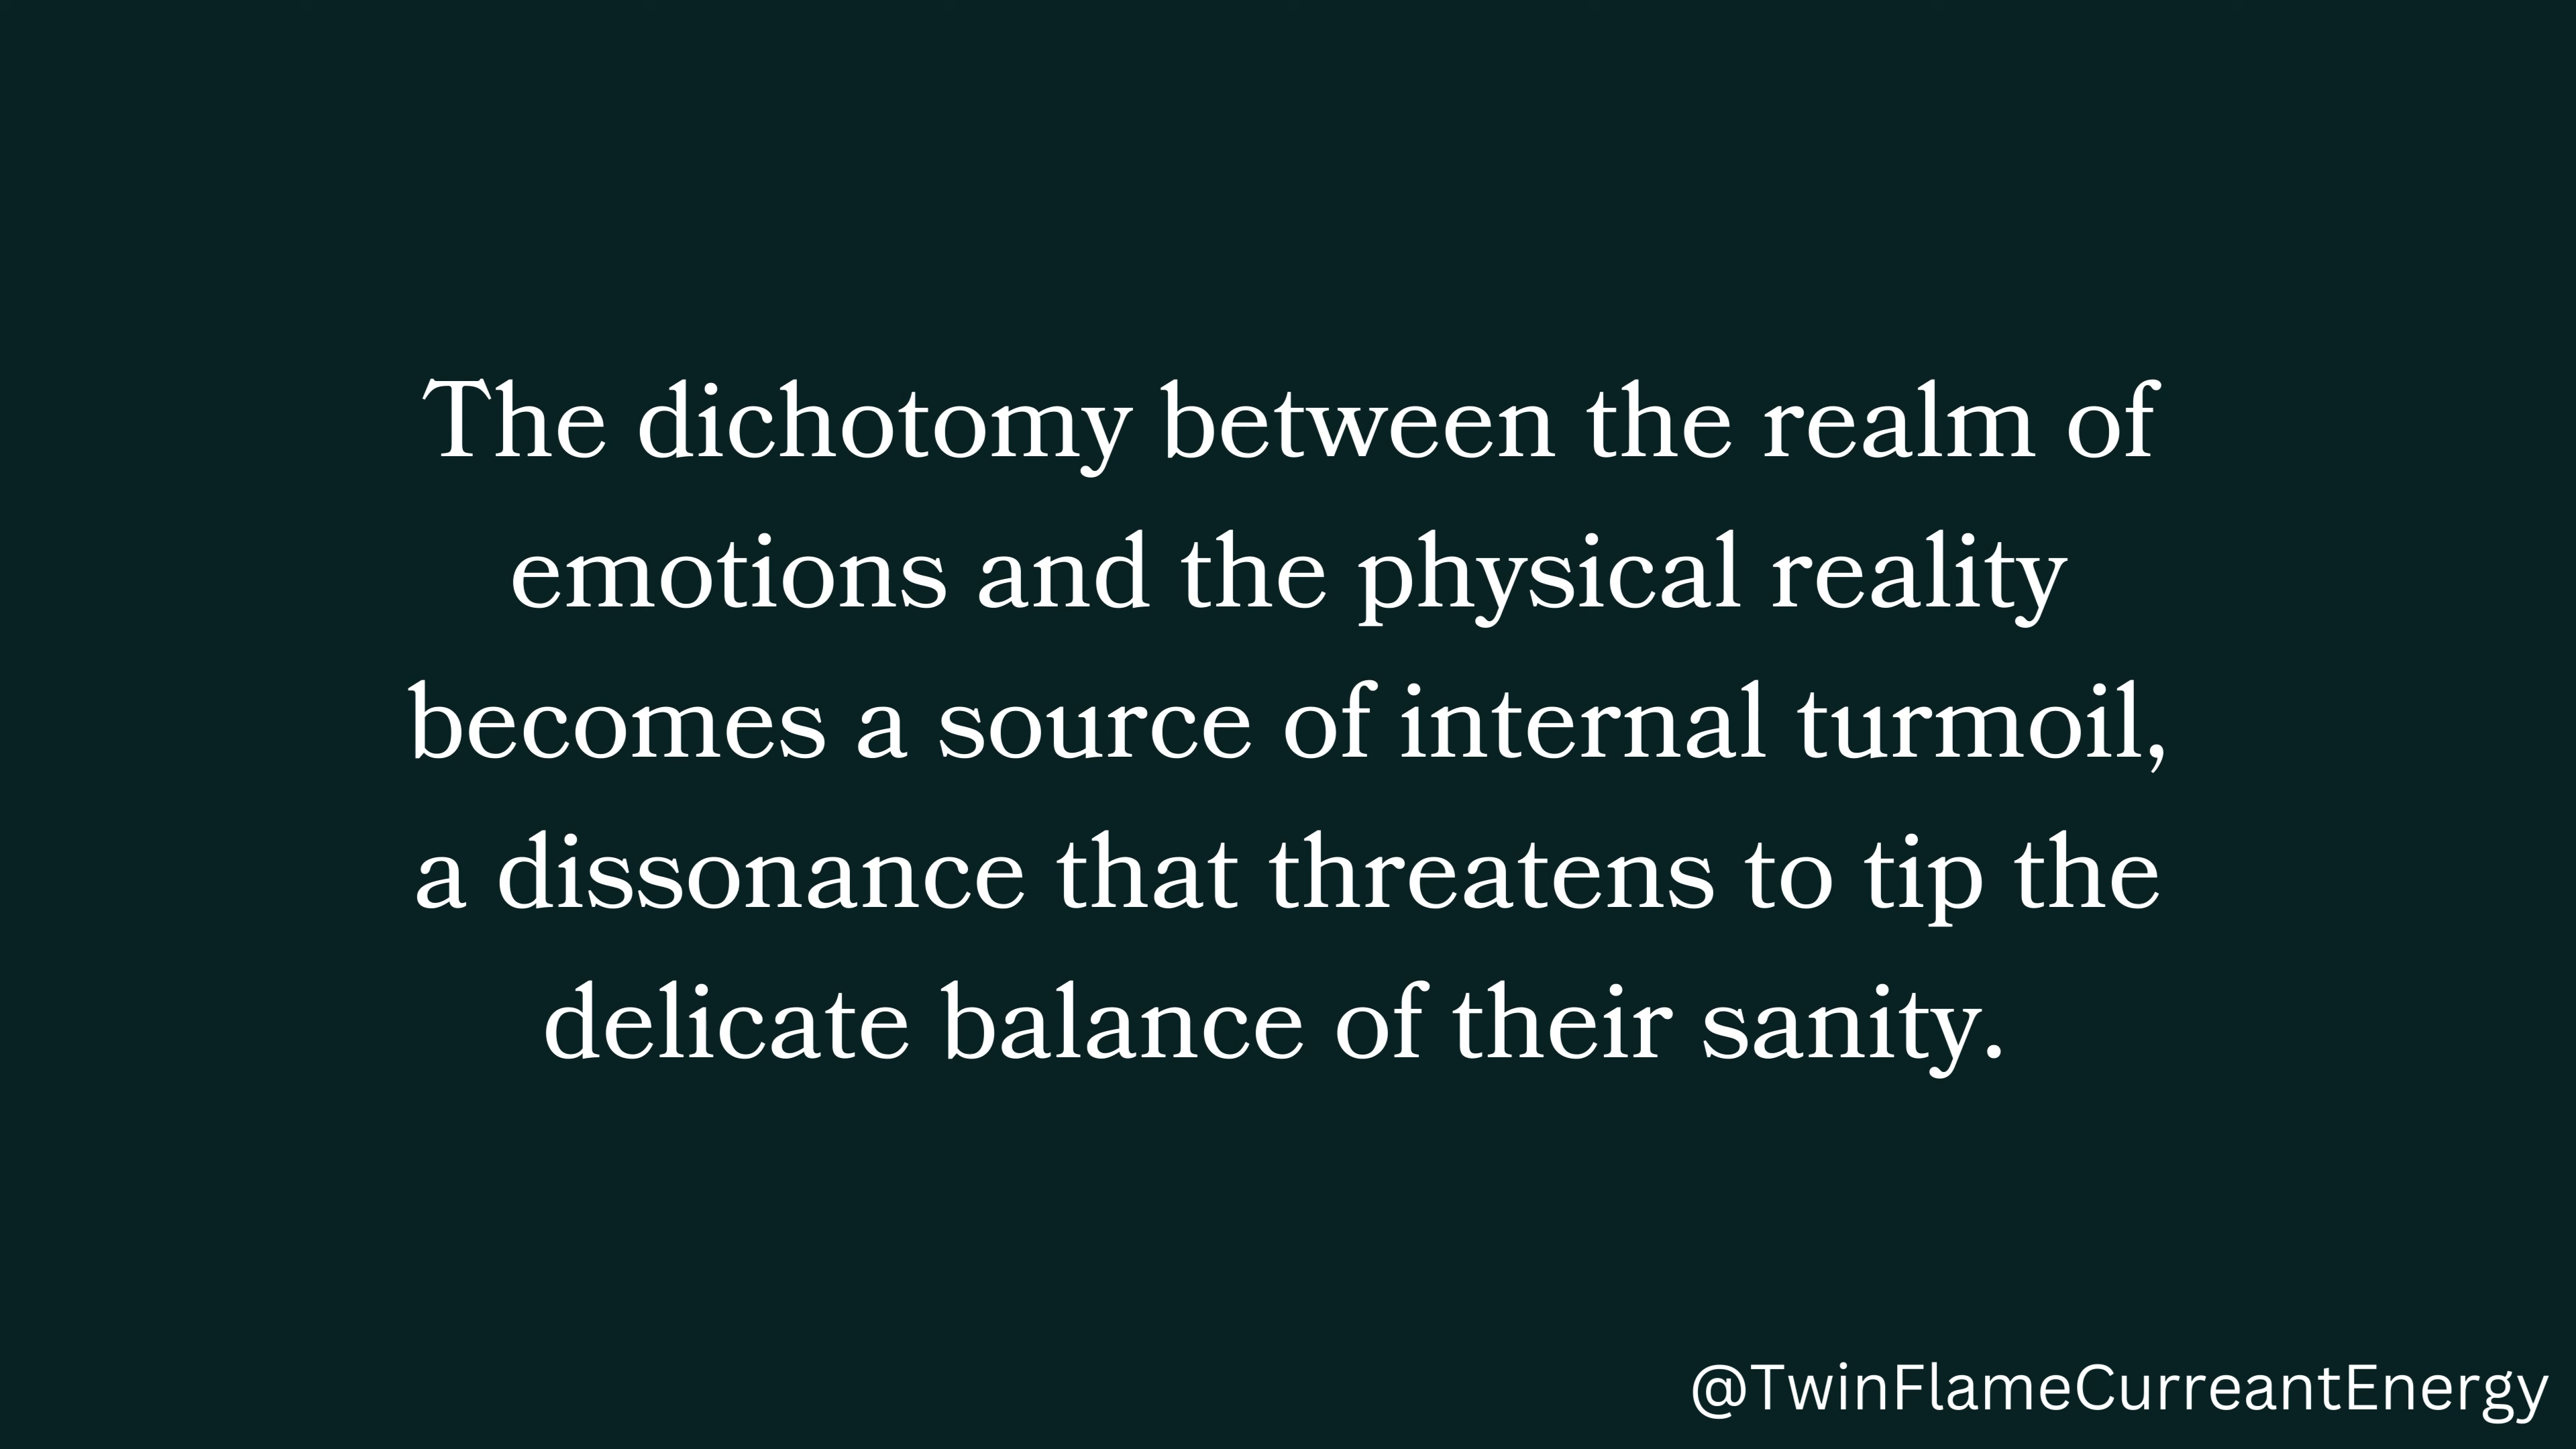 The dichotomy between the realm of
emotions and the physical reality
becomes a source of internal turmoil,
a dissonance that threatens to tip the
delicate balance of their sanity.
@TwinFlameCurreantEnergy